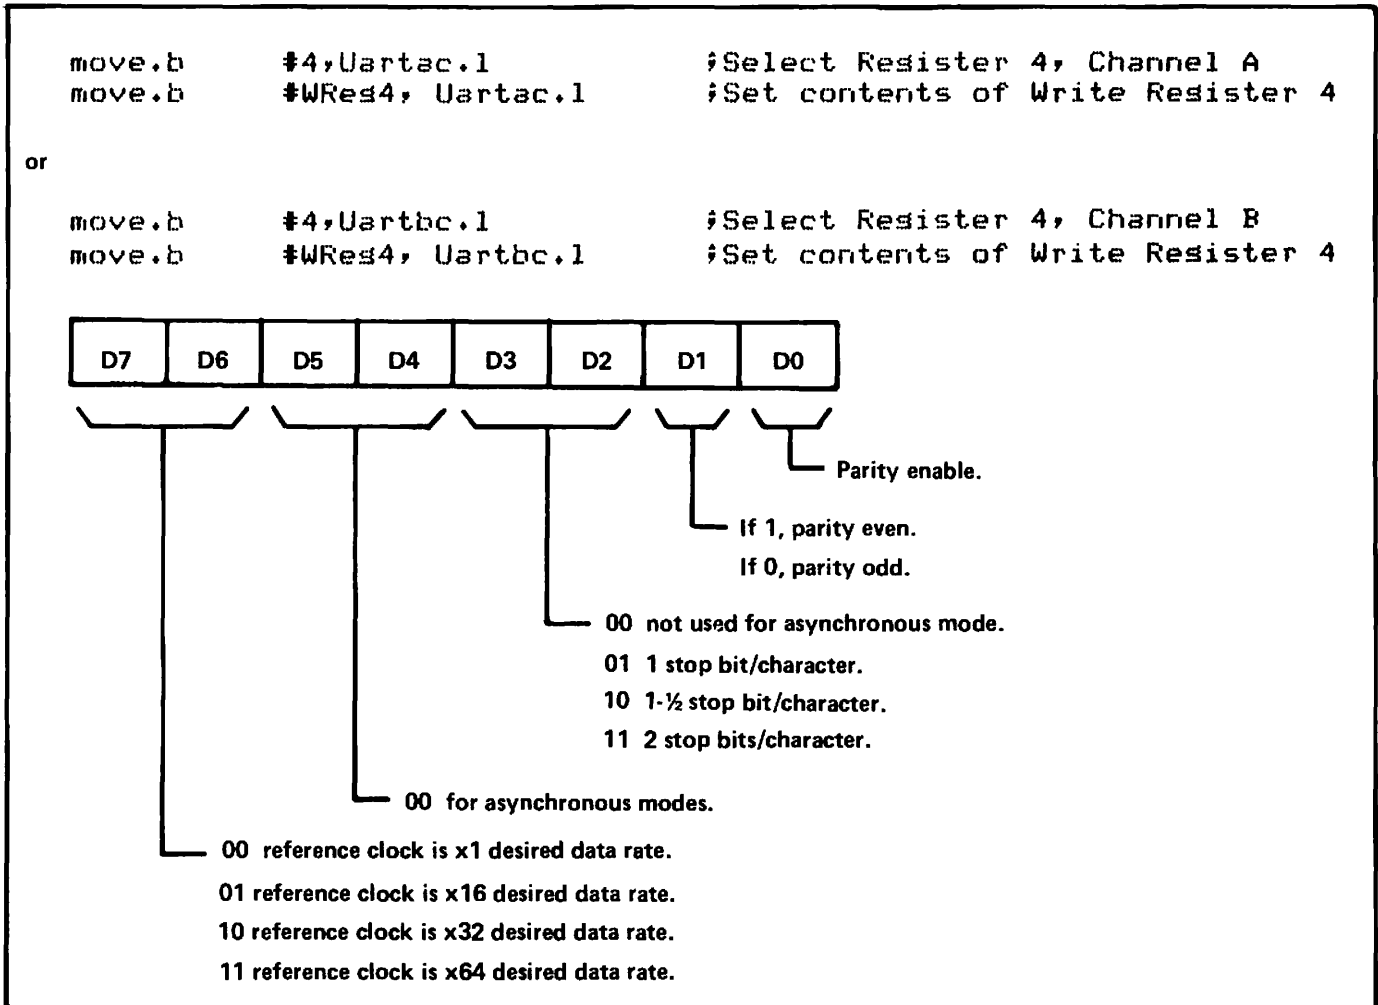 move.b #4,Uartac.l ;Select Register 4, Channel A
move.b #WReg4, Uartac.l ;Set contents of Write Register 4
or
move.b #4,Uartbc.l ;Select Register 4, Channel B
move.b #WReg4, Uartbc.l ;Set contents of Write Register 4
D7 D6 D5 D4 D3 D2 D1 D0
Parity enable.
If 1, parity even.
If 0, parity odd.
00 not used for asynchronous mode.
01 1 stop bit/character.
10 1-½ stop bit/character.
11 2 stop bits/character.
00 for asynchronous modes.
00 reference clock is x1 desired data rate.
01 reference clock is x16 desired data rate.
10 reference clock is x32 desired data rate.
11 reference clock is x64 desired data rate.